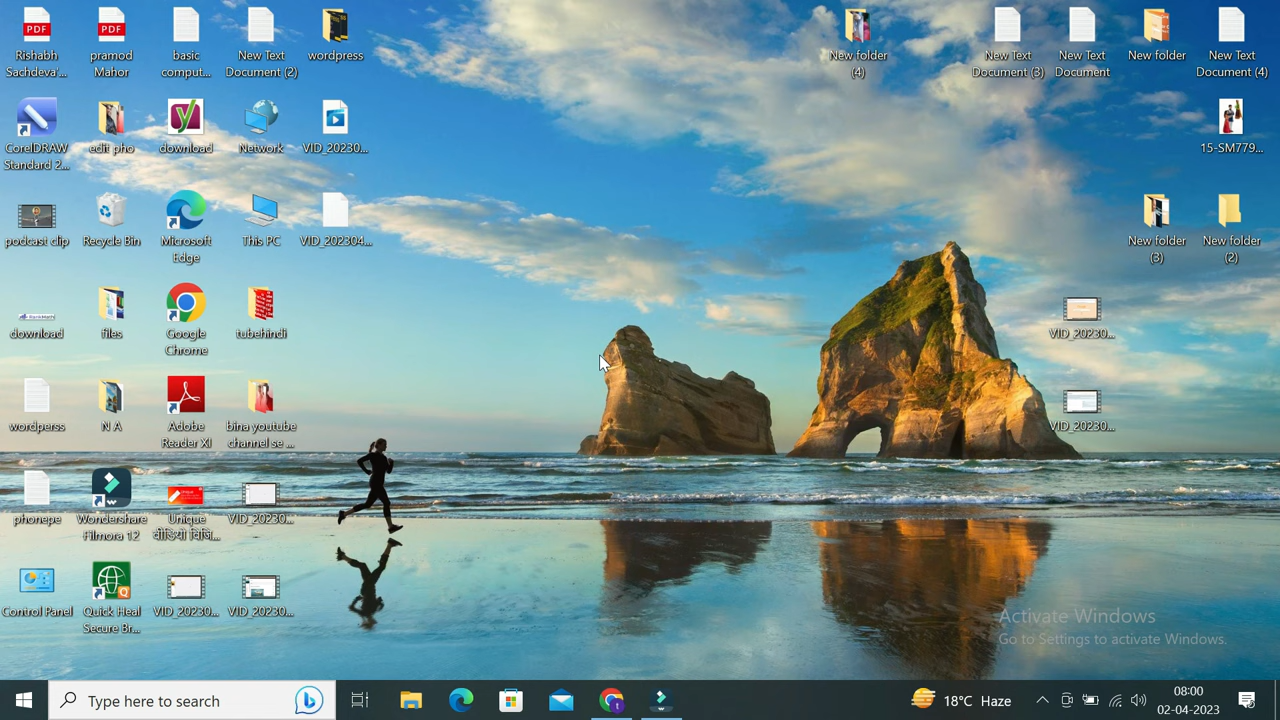 Rishabh
Sachdeva'...
pramod
Mahor
basic
comput...
New Text
Document (2)
wordpress
New folder
(4)
New Text
Document (3)
New Text
Document
New folder
New Text
Document (4)
CorelDRAW
Standard 2...
edit pho
download
Network
VID_20230...
15-SM779...
podcast clip
Recycle Bin
Microsoft
Edge
This PC
VID_202304...
New folder
(3)
New folder
(2)
download
files
Google
Chrome
tubehindi
VID_20230...
wordperss
N A
Adobe
Reader XI
bina youtube
channel se ...
VID_20230...
phonepe
Wondershare
Filmora 12
Unique
VID_20230...
Control Panel
Quick Heal
Secure Br...
VID_20230...
VID_20230...
Activate Windows
Go to Settings to activate Windows.
Type here to search
18°C Haze
08:00
02-04-2023